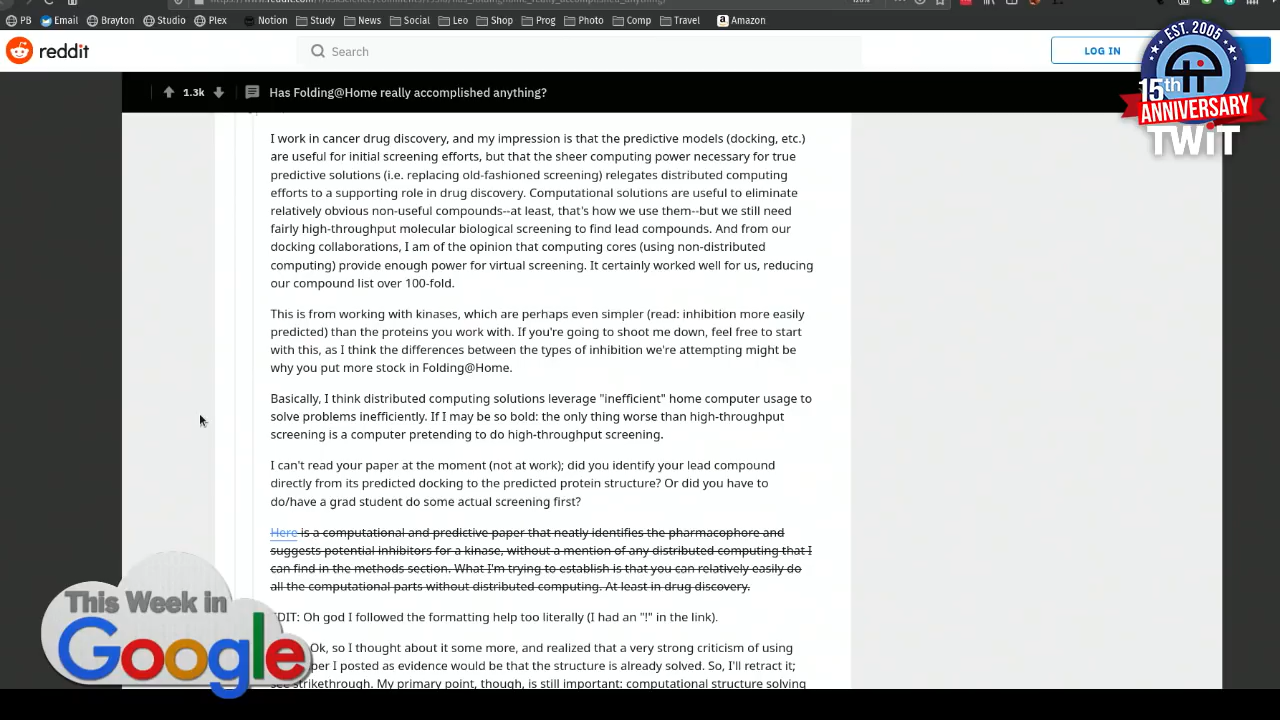 PB Email Brayton Studio Plex Notion Study News Social Leo Shop Prog Photo Comp Travel Amazon
reddit Search LOG IN
EST. 2005
15th
ANNIVERSARY
TWiT
1.3k Has Folding@Home really accomplished anything?
I work in cancer drug discovery, and my impression is that the predictive models (docking, etc.)
are useful for initial screening efforts, but that the sheer computing power necessary for true
predictive solutions (i.e. replacing old-fashioned screening) relegates distributed computing
efforts to a supporting role in drug discovery. Computational solutions are useful to eliminate
relatively obvious non-useful compounds--at least, that's how we use them--but we still need
fairly high-throughput molecular biological screening to find lead compounds. And from our
docking collaborations, I am of the opinion that computing cores (using non-distributed
computing) provide enough power for virtual screening. It certainly worked well for us, reducing
our compound list over 100-fold.
This is from working with kinases, which are perhaps even simpler (read: inhibition more easily
predicted) than the proteins you work with. If you're going to shoot me down, feel free to start
with this, as I think the differences between the types of inhibition we're attempting might be
why you put more stock in Folding@Home.
Basically, I think distributed computing solutions leverage "inefficient" home computer usage to
solve problems inefficiently. If I may be so bold: the only thing worse than high-throughput
screening is a computer pretending to do high-throughput screening.
I can't read your paper at the moment (not at work); did you identify your lead compound
directly from its predicted docking to the predicted protein structure? Or did you have to
do/have a grad student do some actual screening first?
Here is a computational and predictive paper that neatly identifies the pharmacophore and
suggests potential inhibitors for a kinase, without a mention of any distributed computing that I
can find in the methods section. What I'm trying to establish is that you can relatively easily do
all the computational parts without distributed computing. At least in drug discovery.
DIT: Oh god I followed the formatting help too literally (I had an "!" in the link).
Ok, so I thought about it some more, and realized that a very strong criticism of using
per I posted as evidence would be that the structure is already solved. So, I'll retract it;
see strikethrough. My primary point, though, is still important: computational structure solving
This Week in
Google